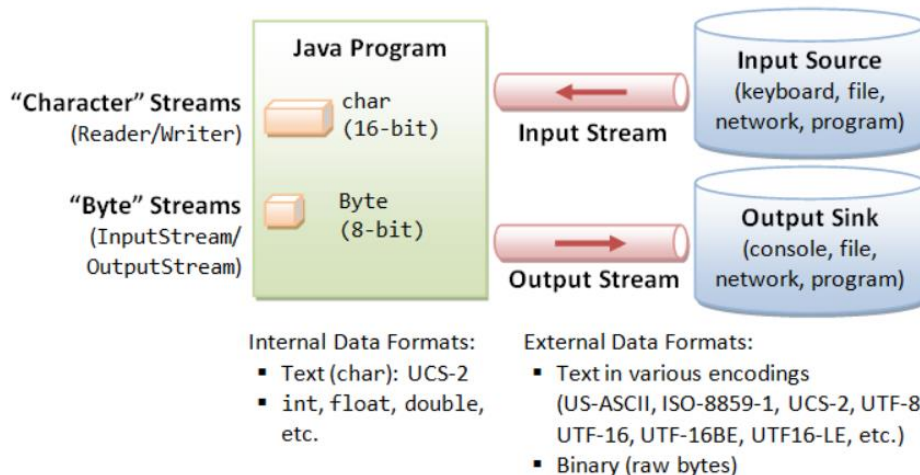 Java Program
"Character" Streams
(Reader/Writer)
char
(16-bit)
"Byte" Streams
(InputStream/
OutputStream)
Byte
(8-bit)
Input Stream
Output Stream
Input Source
(keyboard, file,
network, program)
Output Sink
(console, file,
network, program)
Internal Data Formats:
▪ Text (char): UCS-2
▪ int, float, double,
etc.
External Data Formats:
▪ Text in various encodings
(US-ASCII, ISO-8859-1, UCS-2, UTF-8
UTF-16, UTF-16BE, UTF16-LE, etc.)
▪ Binary (raw bytes)